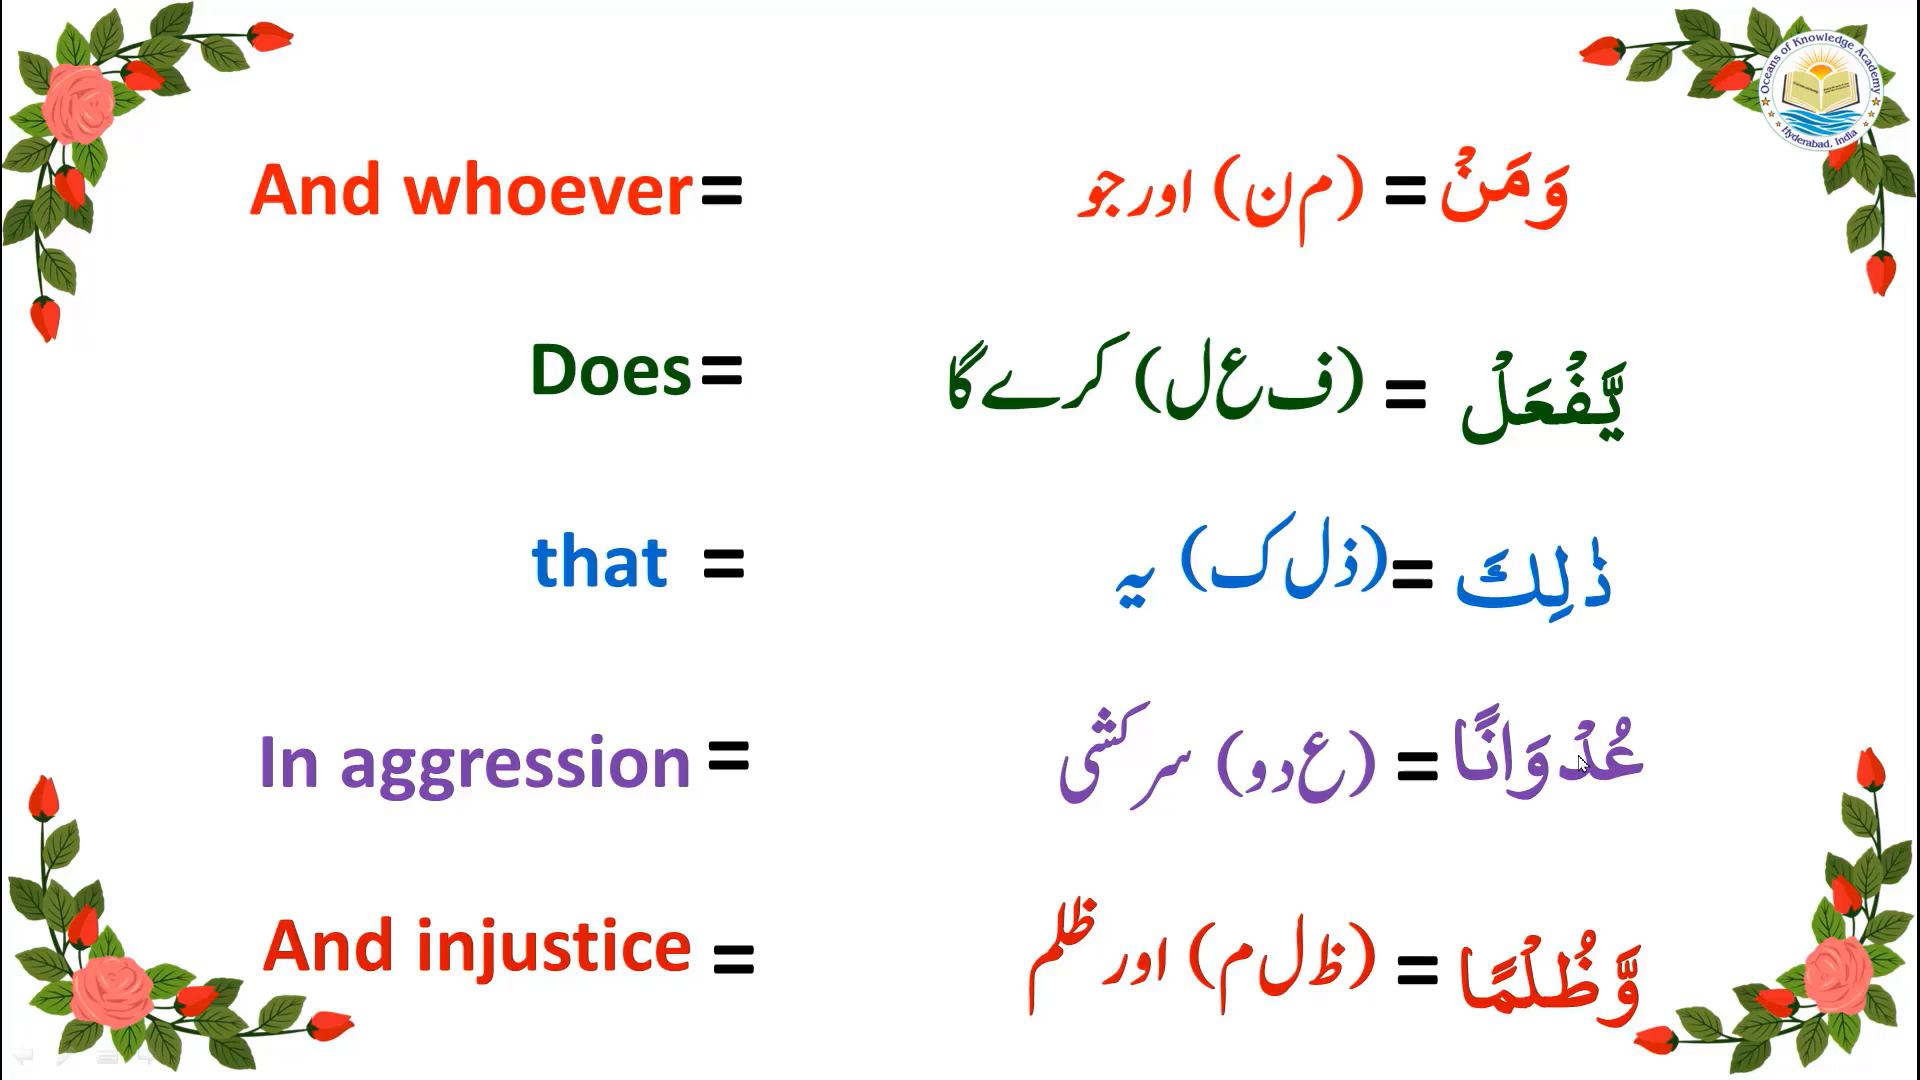 Oceans of Knowledge Academy
Hyderabad, India
وَمَنۡ = (م ن) اور جو = And whoever
یَّفۡعَلۡ = (ف ع ل) کرے گا = Does
ذٰلِكَ = (ذ ل ک) یہ = that
عُدۡوَانًا = (ع د و) سرکشی = In aggression
وَّظُلۡمًا = (ظ ل م) اور ظلم = And injustice